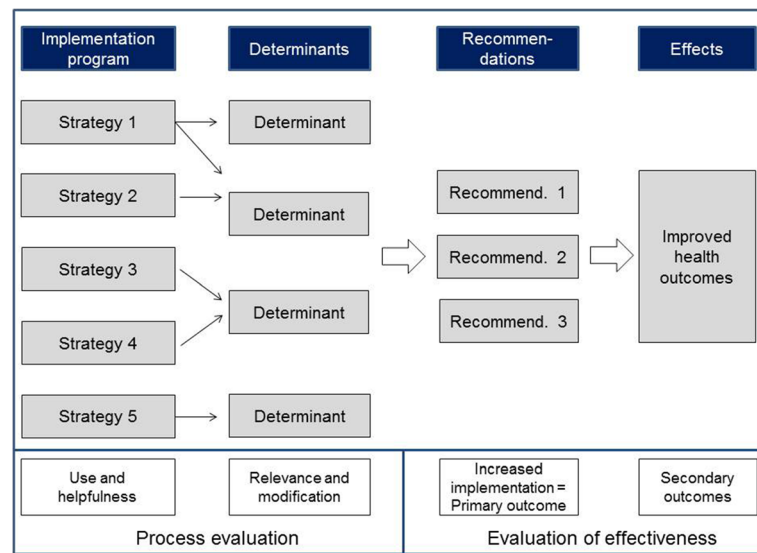 Implementation
program
Determinants
Recommen-
dations
Effects
Strategy 1
Strategy 2
Strategy 3
Strategy 4
Strategy 5
Determinant
Determinant
Determinant
Determinant
Recommend. 1
Recommend. 2
Recommend. 3
Improved
health
outcomes
Use and
helpfulness
Relevance and
modification
Increased
implementation =
Primary outcome
Secondary
outcomes
Process evaluation
Evaluation of effectiveness